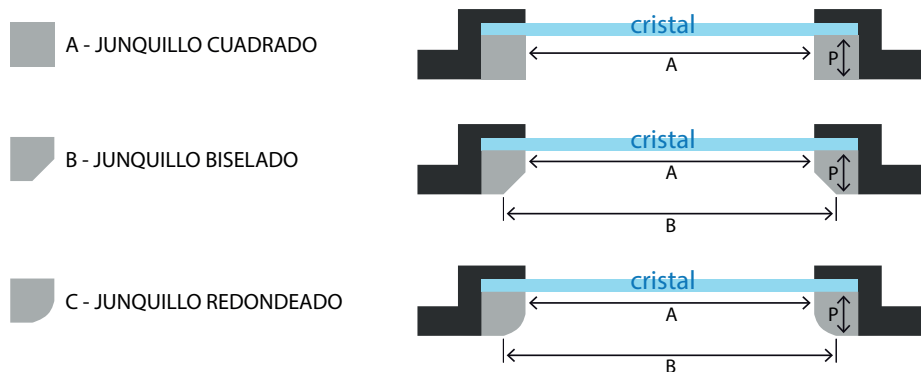 A - JUNQUILLO CUADRADO
cristal
A
P
B - JUNQUILLO BISELADO
cristal
A
P
B
C - JUNQUILLO REDONDEADO
cristal
A
P
B